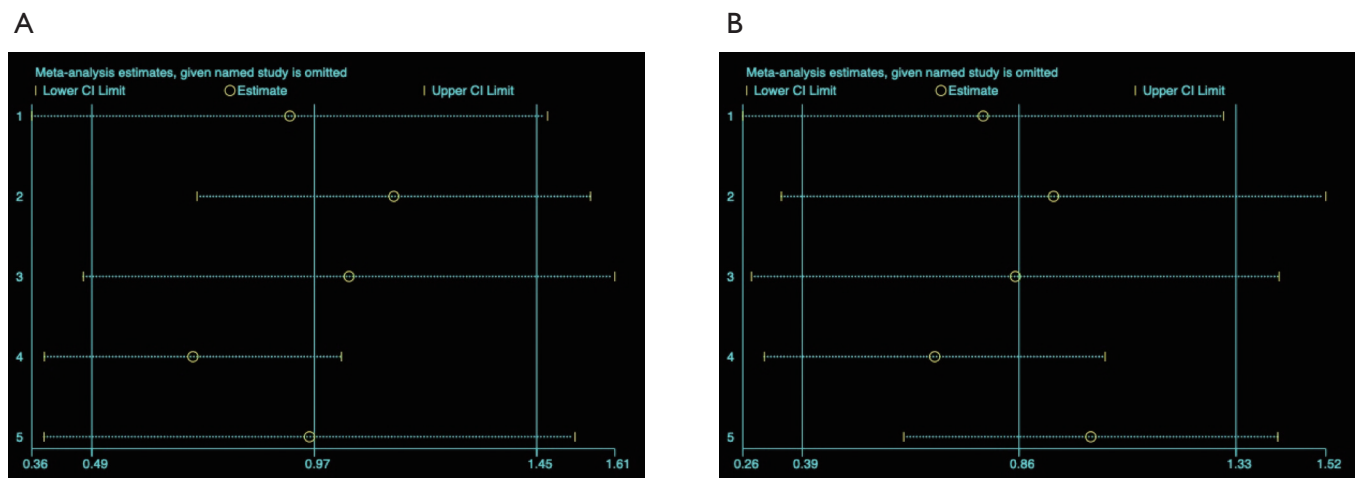 A
Meta-analysis estimates, given named study is omitted
| Lower CI Limit ○ Estimate | Upper CI Limit
1
2
3
4
5
0.36 0.49 0.97 1.45 1.61
B
Meta-analysis estimates, given named study is omitted
| Lower CI Limit ○ Estimate | Upper CI Limit
1
2
3
4
5
0.26 0.39 0.86 1.33 1.52